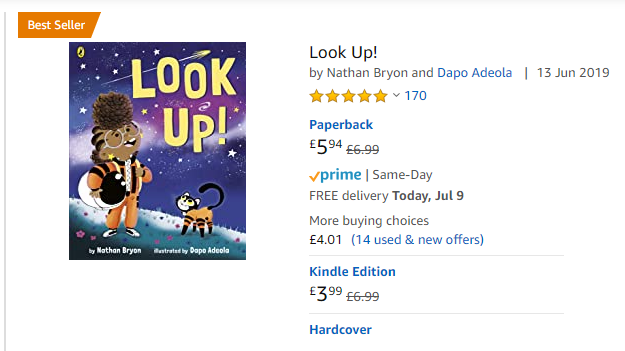 Best Seller
LOOK
UP!
by Nathan Bryon illustrated by Dapo Adeola
Look Up!
by Nathan Bryon and Dapo Adeola | 13 Jun 2019
170
Paperback
£5.94 £6.99
prime | Same-Day
FREE delivery Today, Jul 9
More buying choices
£4.01 (14 used & new offers)
Kindle Edition
£3.99 £6.99
Hardcover